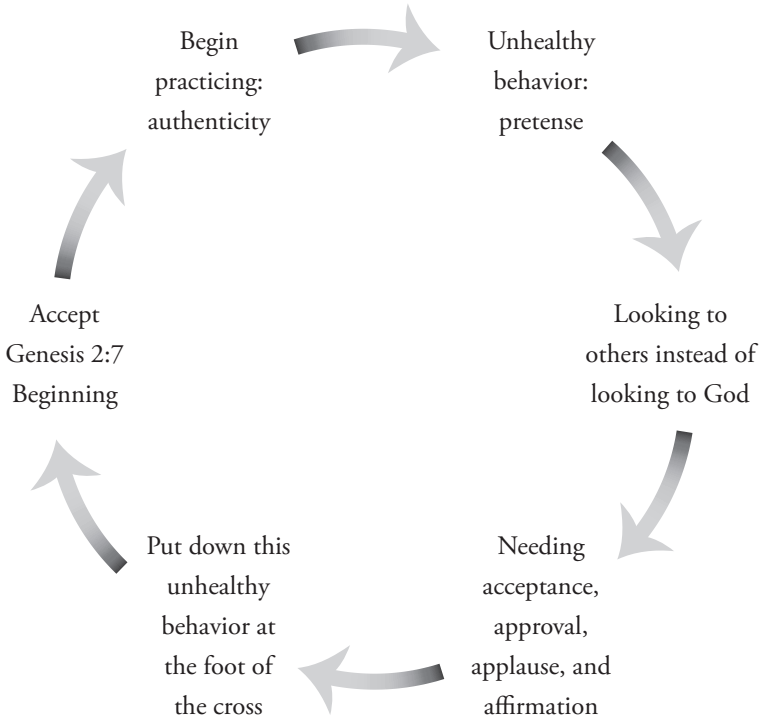 Begin
practicing:
authenticity
Unhealthy
behavior:
pretense
Looking to
others instead of
looking to God
Needing
acceptance,
approval,
applause, and
affirmation
Put down this
unhealthy
behavior at
the foot of
the cross
Accept
Genesis 2:7
Beginning